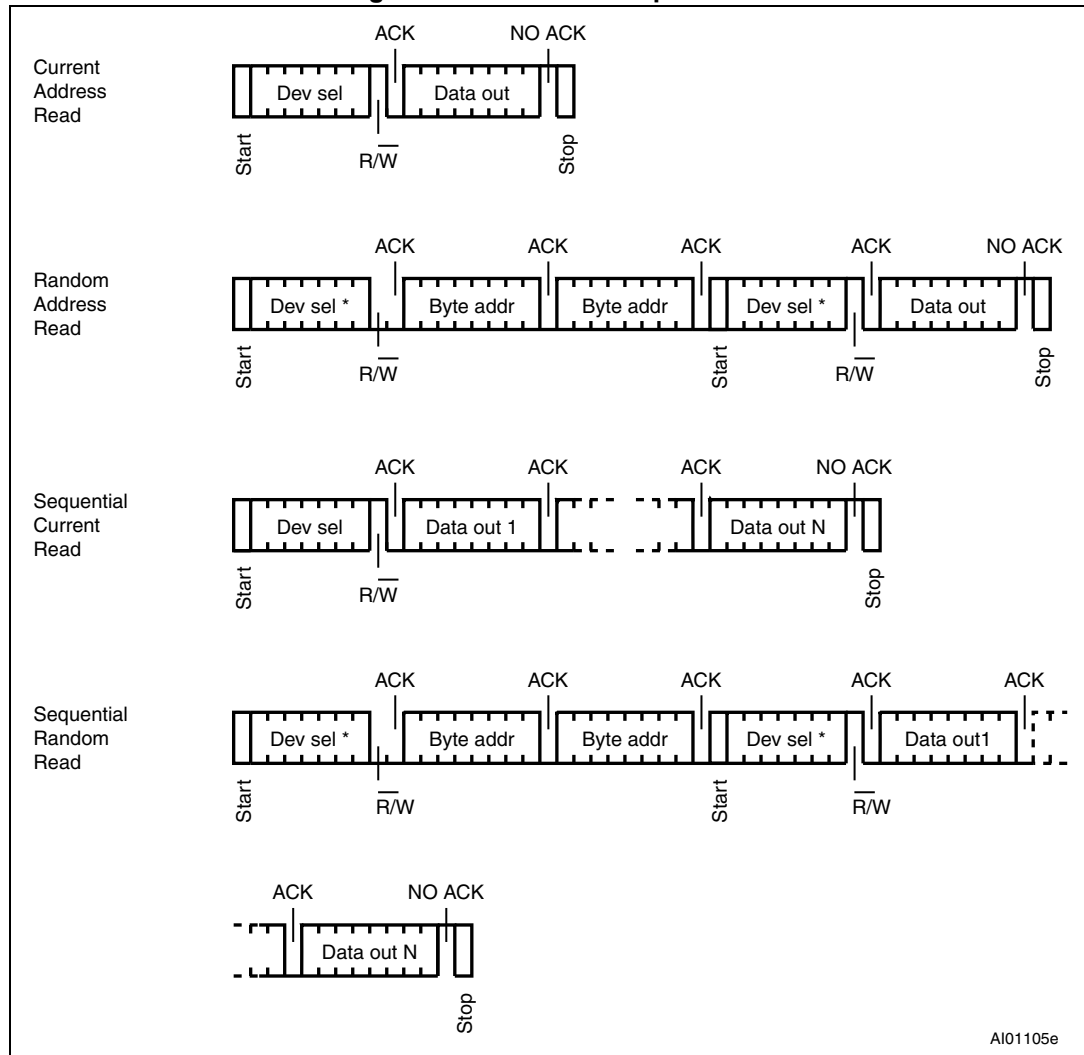 ACK NO ACK
Current
Address
Read
Dev sel Data out
Start R/W̅ Stop
ACK ACK ACK ACK NO ACK
Random
Address
Read
Dev sel * Byte addr Byte addr Dev sel * Data out
Start R/W̅ Start R/W̅ Stop
ACK ACK ACK NO ACK
Sequential
Current
Read
Dev sel Data out 1 Data out N
Start R/W̅ Stop
ACK ACK ACK ACK ACK
Sequential
Random
Read
Dev sel * Byte addr Byte addr Dev sel * Data out1
Start R̅/W Start R̅/W
ACK NO ACK
Data out N
Stop
AI01105e